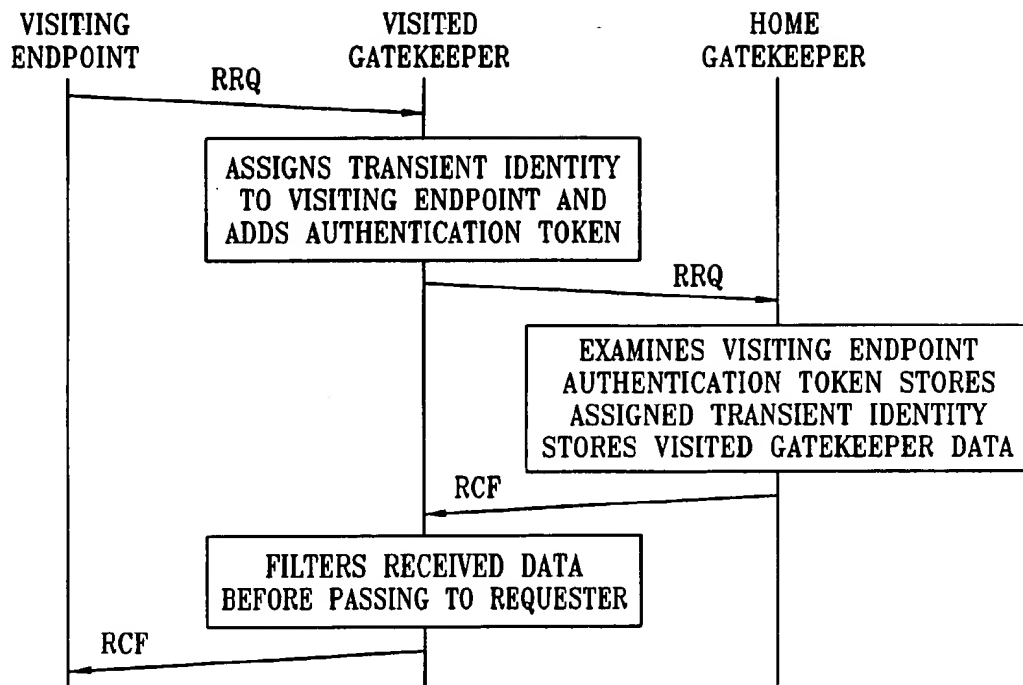 VISITING
ENDPOINT
VISITED
GATEKEEPER
HOME
GATEKEEPER
RRQ
ASSIGNS TRANSIENT IDENTITY
TO VISITING ENDPOINT AND
ADDS AUTHENTICATION TOKEN
RRQ
EXAMINES VISITING ENDPOINT
AUTHENTICATION TOKEN STORES
ASSIGNED TRANSIENT IDENTITY
STORES VISITED GATEKEEPER DATA
RCF
FILTERS RECEIVED DATA
BEFORE PASSING TO REQUESTER
RCF